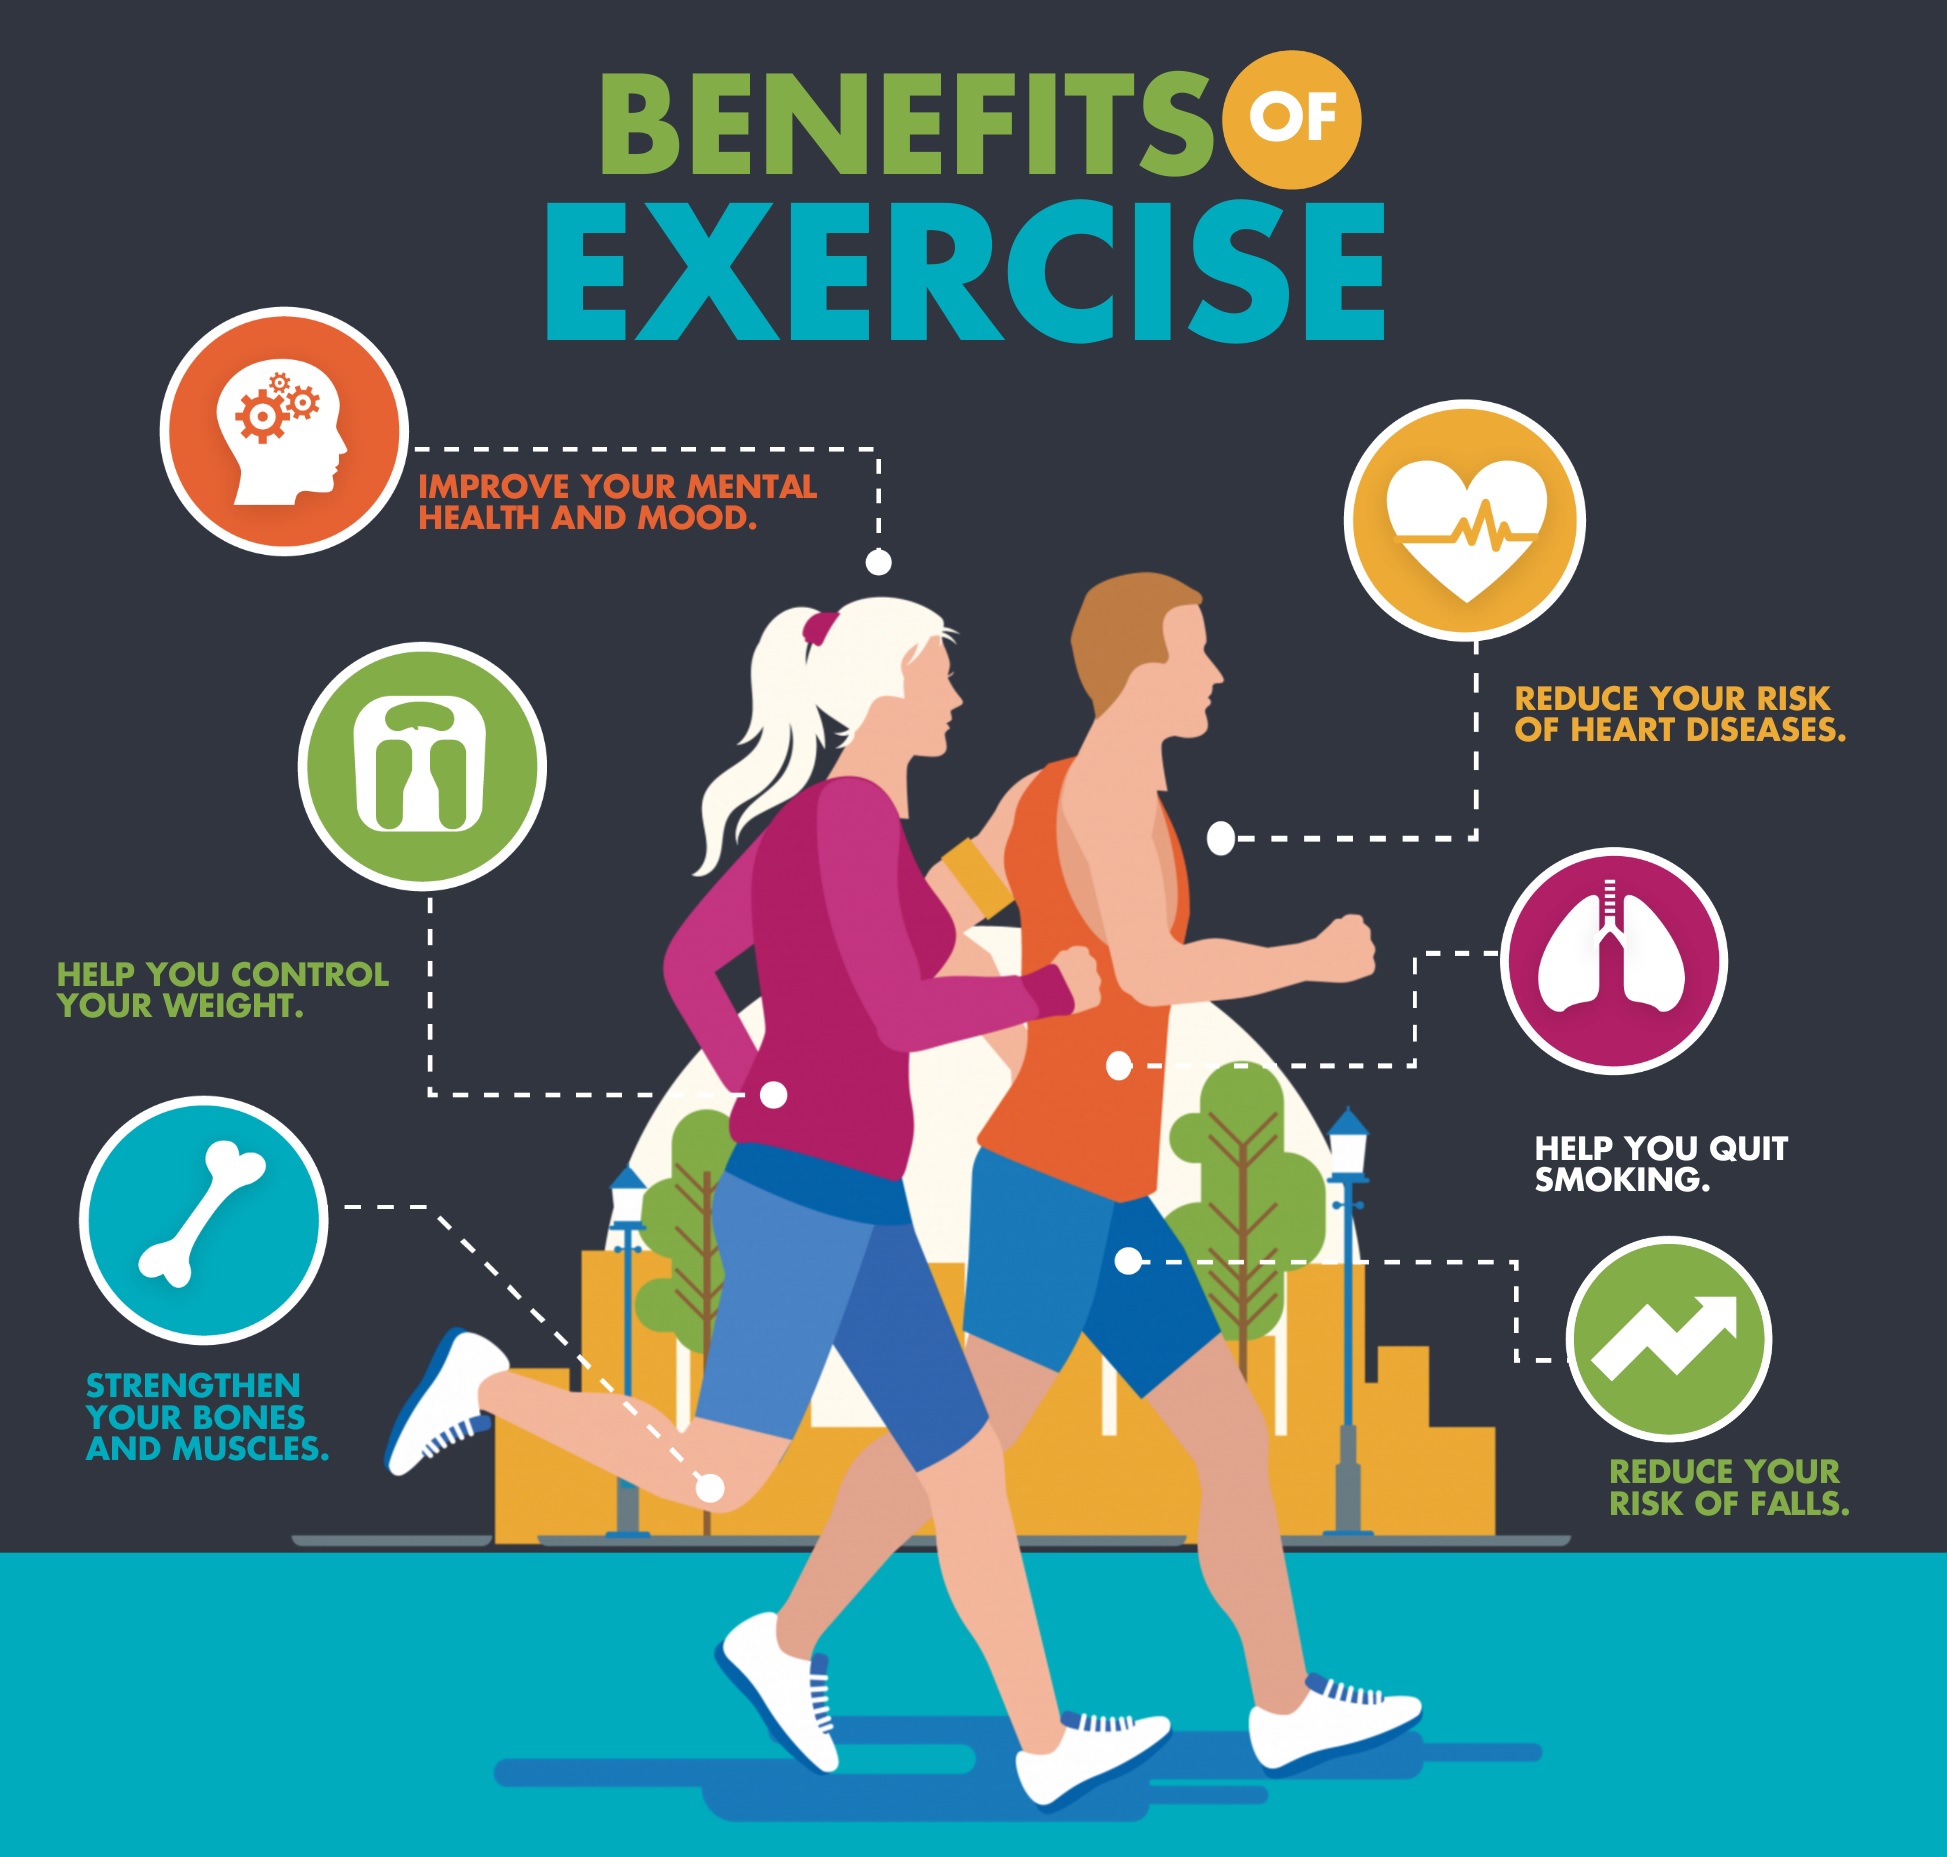 BENEFITS OF
EXERCISE
IMPROVE YOUR MENTAL
HEALTH AND MOOD.
REDUCE YOUR RISK
OF HEART DISEASES.
HELP YOU CONTROL
YOUR WEIGHT.
HELP YOU QUIT
SMOKING.
STRENGTHEN
YOUR BONES
AND MUSCLES.
REDUCE YOUR
RISK OF FALLS.